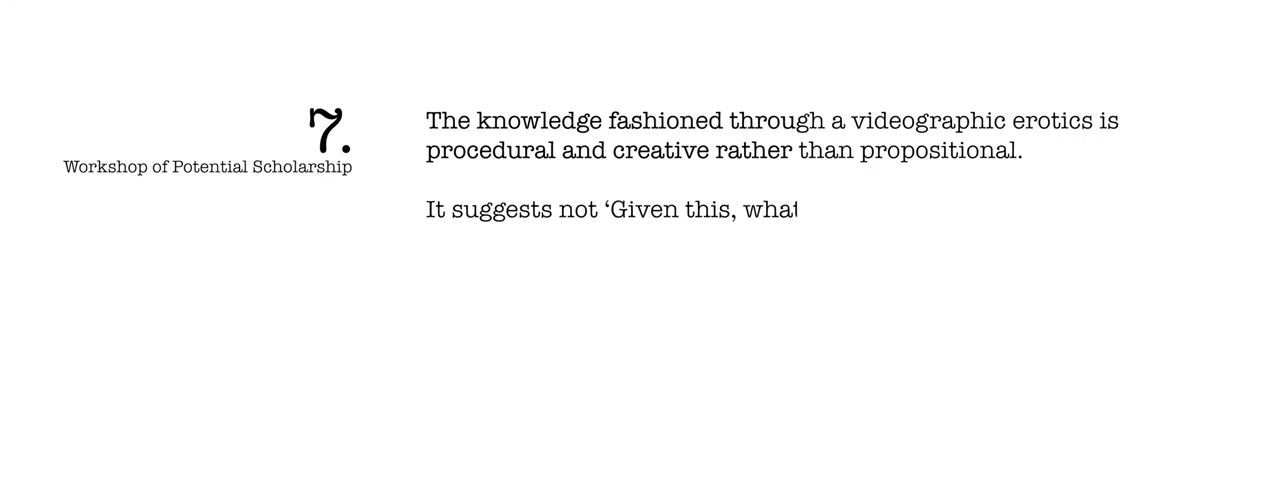 7.
Workshop of Potential Scholarship
The knowledge fashioned through a videographic erotics is
procedural and creative rather than propositional.
It suggests not ‘Given this, what